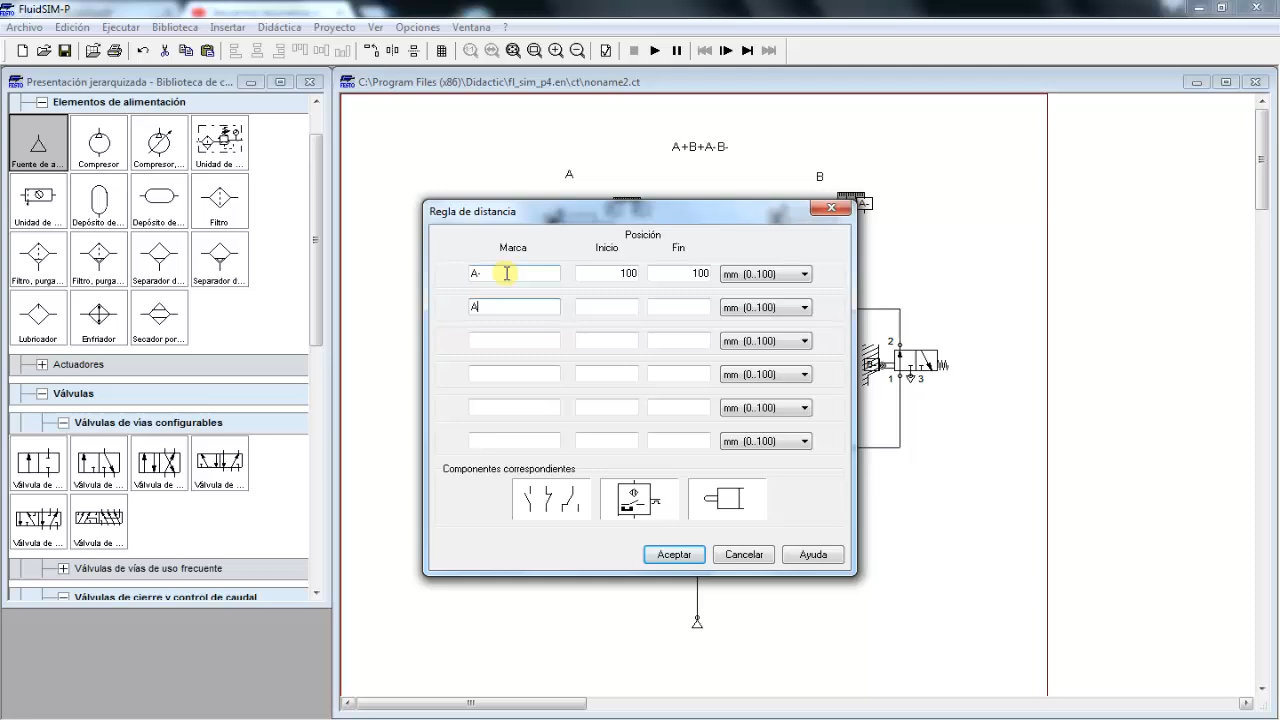 FluidSIM-P
Archivo Edición Ejecutar Biblioteca Insertar Didáctica Proyecto Ver Opciones Ventana ?
Presentación jerarquizada - Biblioteca de c...
Elementos de alimentación
Fuente de a... Compresor Compresor,... Unidad de ...
Unidad de ... Depósito de... Depósito de... Filtro
Filtro, purga... Filtro, purga... Separador d... Separador d...
Lubricador Enfriador Secador por...
Actuadores
Válvulas
Válvulas de vías configurables
Válvula de ... Válvula de ... Válvula de ... Válvula de ...
Válvula de ... Válvula de ...
Válvulas de vías de uso frecuente
Válvulas de cierre y control de caudal
C:\Program Files (x86)\Didactic\fl_sim_p4.en\ct\noname2.ct
A+B+A-B-
A B
A-
2
1 3
Regla de distancia
Posición
Marca Inicio Fin
A- 100 100 mm (0..100)
A mm (0..100)
mm (0..100)
mm (0..100)
mm (0..100)
mm (0..100)
Componentes correspondientes
Aceptar Cancelar Ayuda